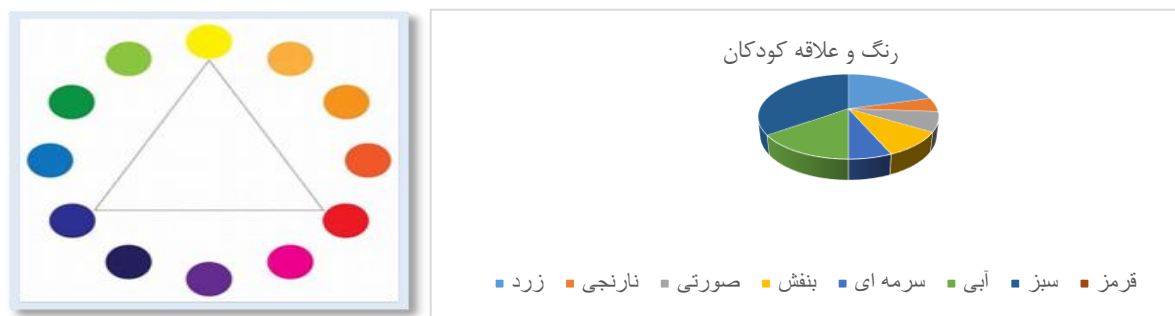 رنگ و علاقه کودکان
زرد نارنجی صورتی بنفش سرمه ای آبی سبز قرمز